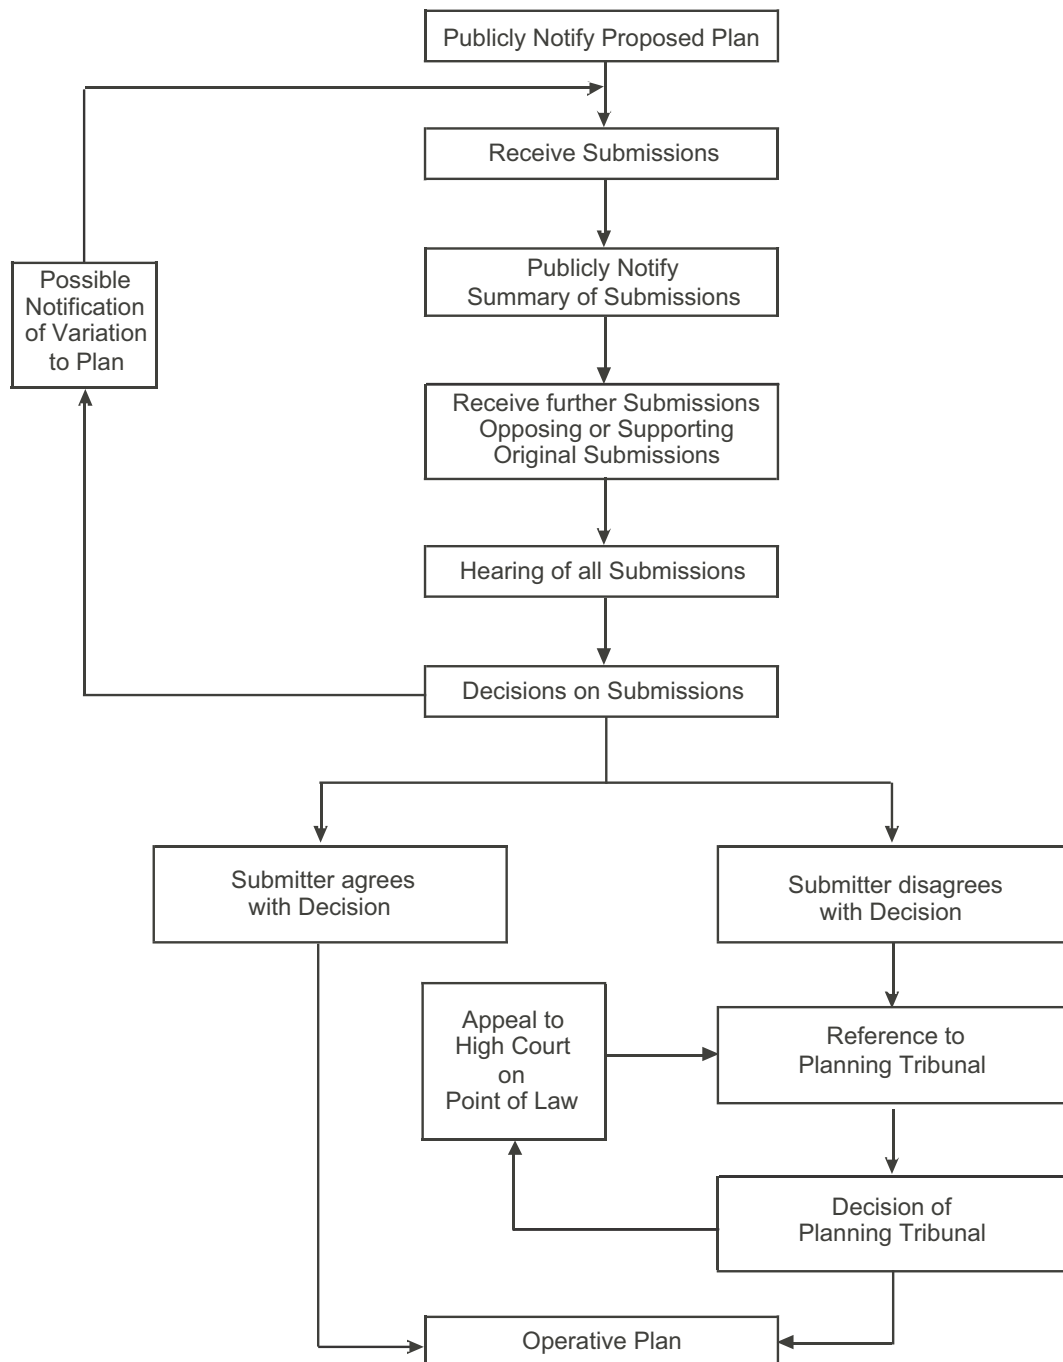 Publicly Notify Proposed Plan
Receive Submissions
Publicly Notify
Summary of Submissions
Possible
Notification
of Variation
to Plan
Receive further Submissions
Opposing or Supporting
Original Submissions
Hearing of all Submissions
Decisions on Submissions
Submitter agrees
with Decision
Submitter disagrees
with Decision
Appeal to
High Court
on
Point of Law
Reference to
Planning Tribunal
Decision of
Planning Tribunal
Operative Plan